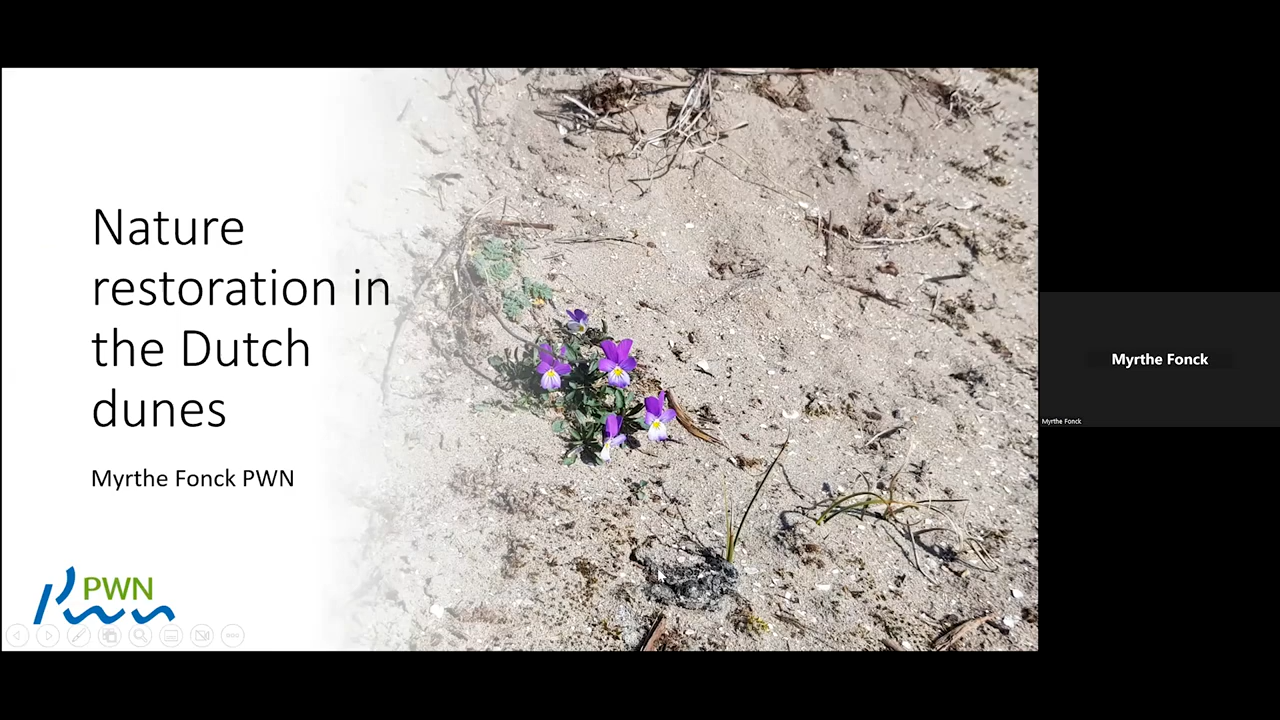 Nature
restoration in
the Dutch
dunes
Myrthe Fonck PWN
PWN
Myrthe Fonck
Myrthe Fonck